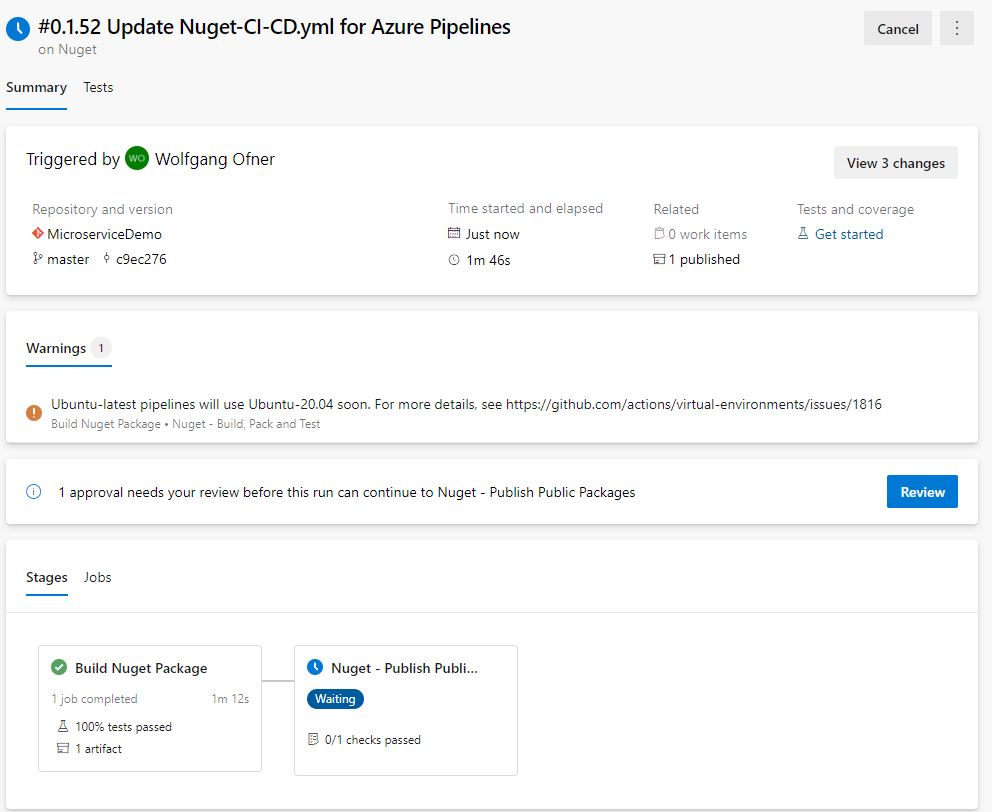 #0.1.52 Update Nuget-CI-CD.yml for Azure Pipelines
Cancel
on Nuget
Summary
Tests
Triggered by WO Wolfgang Ofner
View 3 changes
Repository and version
Time started and elapsed
Related
Tests and coverage
MicroserviceDemo
Just now
0 work items
Get started
master
c9ec276
1m 46s
1 published
Warnings 1
Ubuntu-latest pipelines will use Ubuntu-20.04 soon. For more details, see https://github.com/actions/virtual-environments/issues/1816
Build Nuget Package • Nuget - Build, Pack and Test
1 approval needs your review before this run can continue to Nuget - Publish Public Packages
Review
Stages
Jobs
Build Nuget Package
1 job completed
1m 12s
100% tests passed
1 artifact
Nuget - Publish Publi...
Waiting
0/1 checks passed